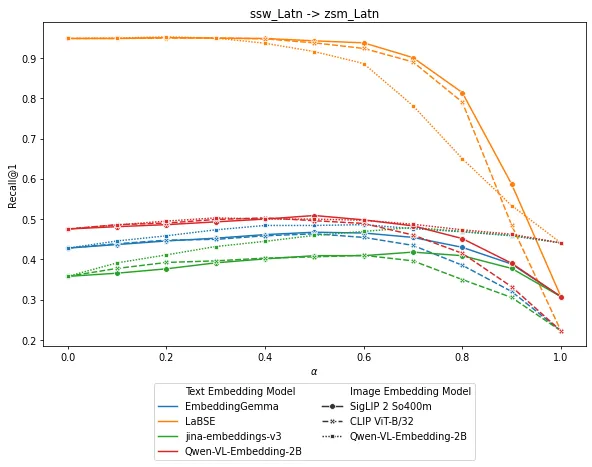 ssw_Latn -> zsm_Latn
Recall@1
0.9
0.8
0.7
0.6
0.5
0.4
0.3
0.2
0.0 0.2 0.4 0.6 0.8 1.0
α
Text Embedding Model Image Embedding Model
EmbeddingGemma SigLIP 2 So400m
LaBSE CLIP ViT-B/32
jina-embeddings-v3 Qwen-VL-Embedding-2B
Qwen-VL-Embedding-2B